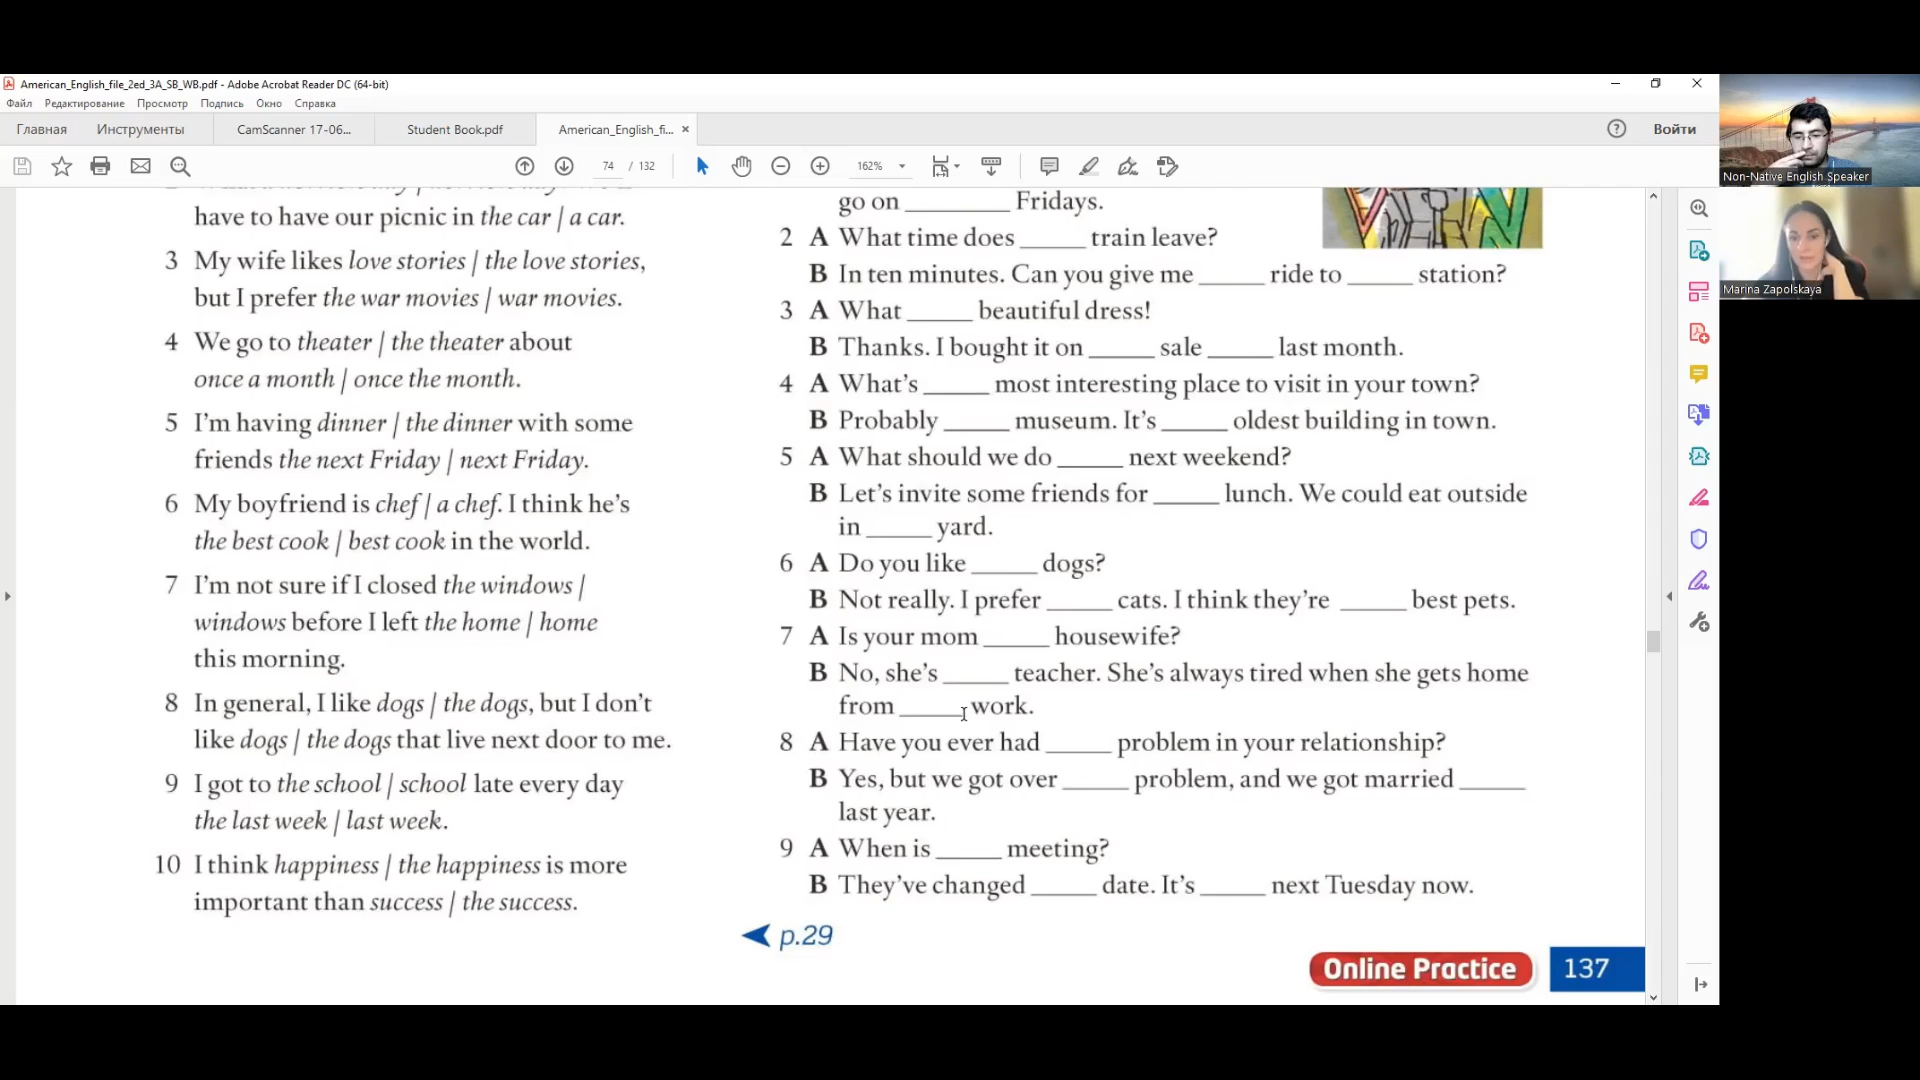 American_English_file_2ed_3A_SB_WB.pdf - Adobe Acrobat Reader DC (64-bit)
Файл Редактирование Просмотр Подпись Окно Справка
Главная Инструменты CamScanner 17-06... Student Book.pdf American_English_fi... × Войти
74 / 132 162%
Non-Native English Speaker
Marina Zapolskaya
have to have our picnic in the car | a car.
3 My wife likes love stories | the love stories,
but I prefer the war movies | war movies.
4 We go to theater | the theater about
once a month | once the month.
5 I'm having dinner | the dinner with some
friends the next Friday | next Friday.
6 My boyfriend is chef | a chef. I think he's
the best cook | best cook in the world.
7 I'm not sure if I closed the windows |
windows before I left the home | home
this morning.
8 In general, I like dogs | the dogs, but I don't
like dogs | the dogs that live next door to me.
9 I got to the school | school late every day
the last week | last week.
10 I think happiness | the happiness is more
important than success | the success.
go on ________ Fridays.
2 A What time does _____ train leave?
B In ten minutes. Can you give me _____ ride to _____ station?
3 A What _____ beautiful dress!
B Thanks. I bought it on _____ sale _____ last month.
4 A What's _____ most interesting place to visit in your town?
B Probably _____ museum. It's _____ oldest building in town.
5 A What should we do _____ next weekend?
B Let's invite some friends for _____ lunch. We could eat outside
in _____ yard.
6 A Do you like _____ dogs?
B Not really. I prefer _____ cats. I think they're _____ best pets.
7 A Is your mom _____ housewife?
B No, she's _____ teacher. She's always tired when she gets home
from _____ work.
8 A Have you ever had _____ problem in your relationship?
B Yes, but we got over _____ problem, and we got married _____
last year.
9 A When is _____ meeting?
B They've changed _____ date. It's _____ next Tuesday now.
p.29
Online Practice 137